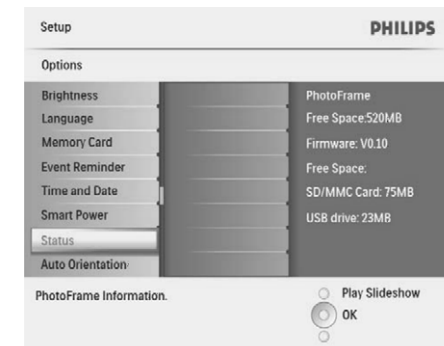 Setup
PHILIPS
Options
Brightness
Language
Memory Card
Event Reminder
Time and Date
Smart Power
Status
Auto Orientation
PhotoFrame
Free Space:520MB
Firmware: V0.10
Free Space:
SD/MMC Card: 75MB
USB drive: 23MB
PhotoFrame Information.
Play Slideshow
OK